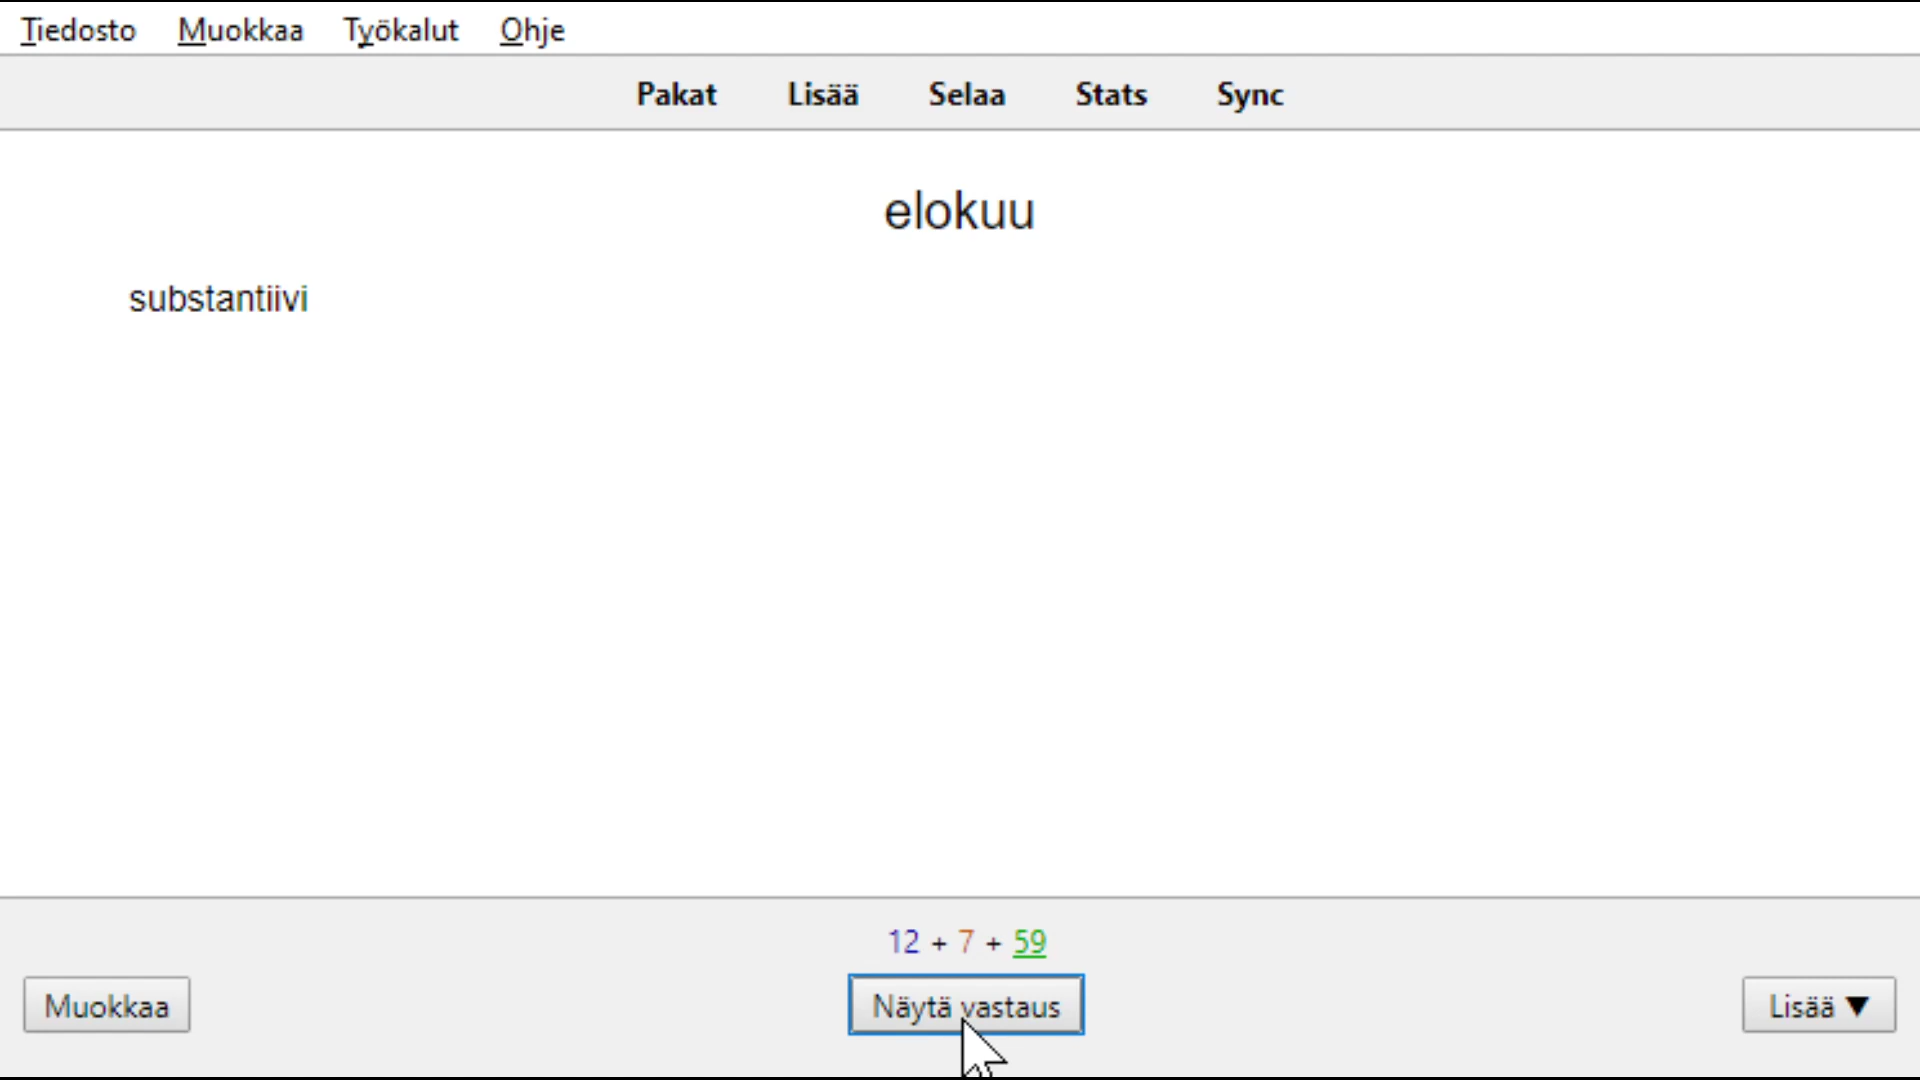 Tiedosto Muokkaa Työkalut Ohje
Pakat Lisää Selaa Stats Sync
elokuu
substantiivi
12 + 7 + 59
Muokkaa Näytä vastaus Lisää ▼